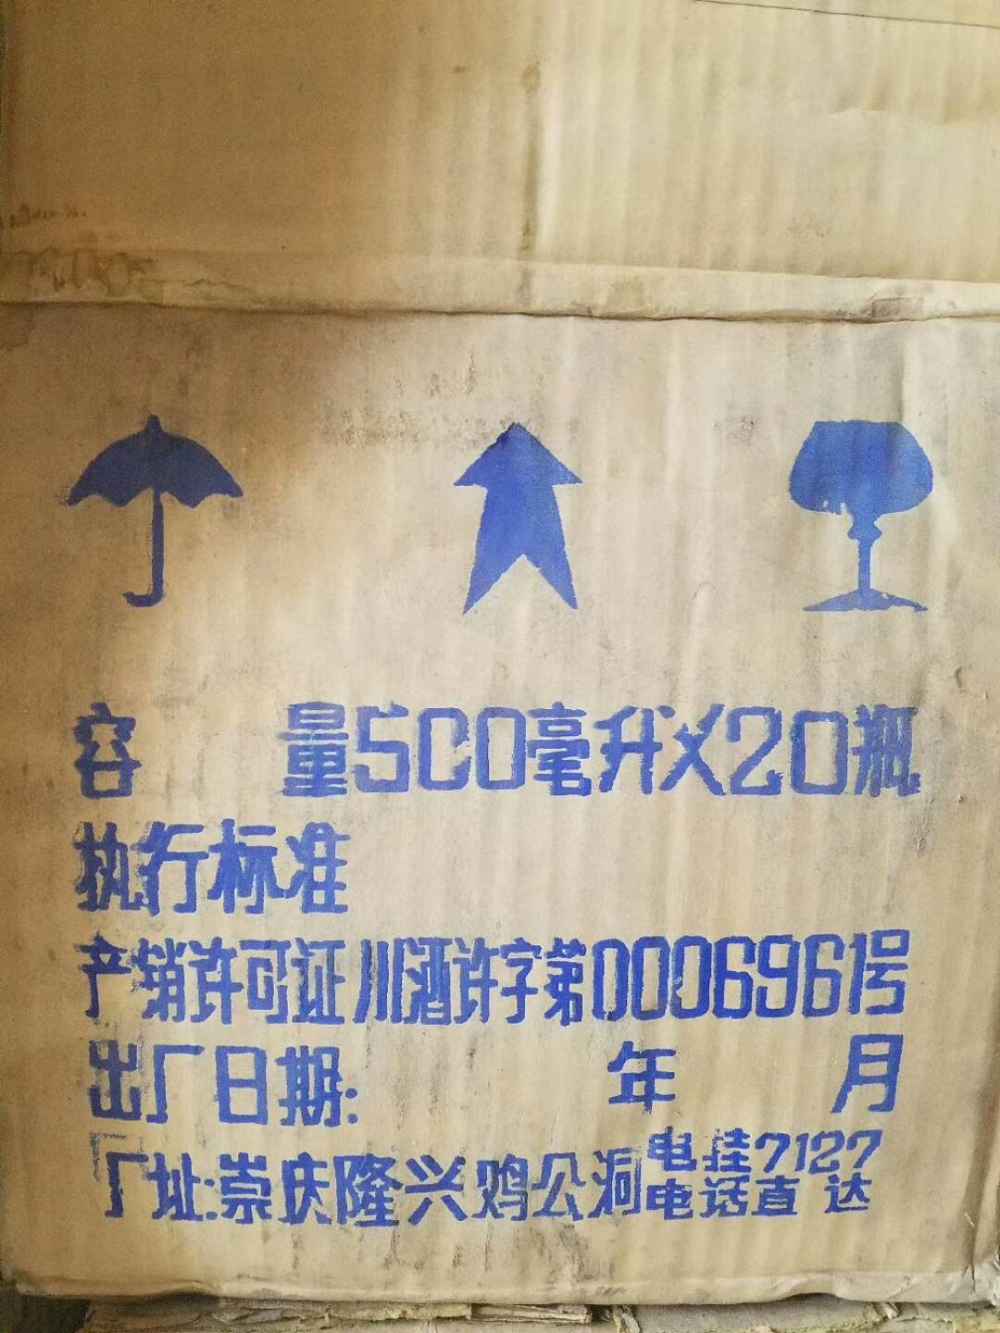 容 量500毫升×20瓶
执行标准
产销许可证川酒许字第0006961号
出厂日期: 年 月
厂址:崇庆隆兴鸡公洞电挂7127
电话直达